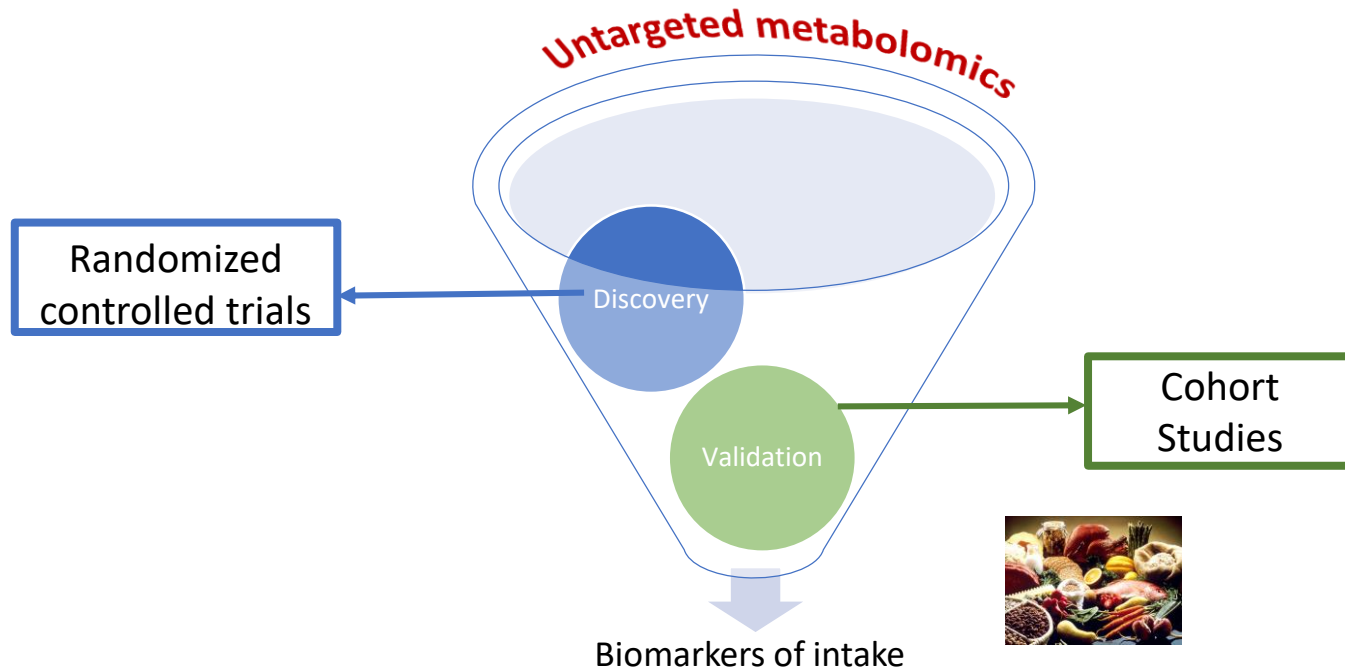 Untargeted metabolomics
Randomized
controlled trials
Discovery
Cohort
Studies
Validation
Biomarkers of intake